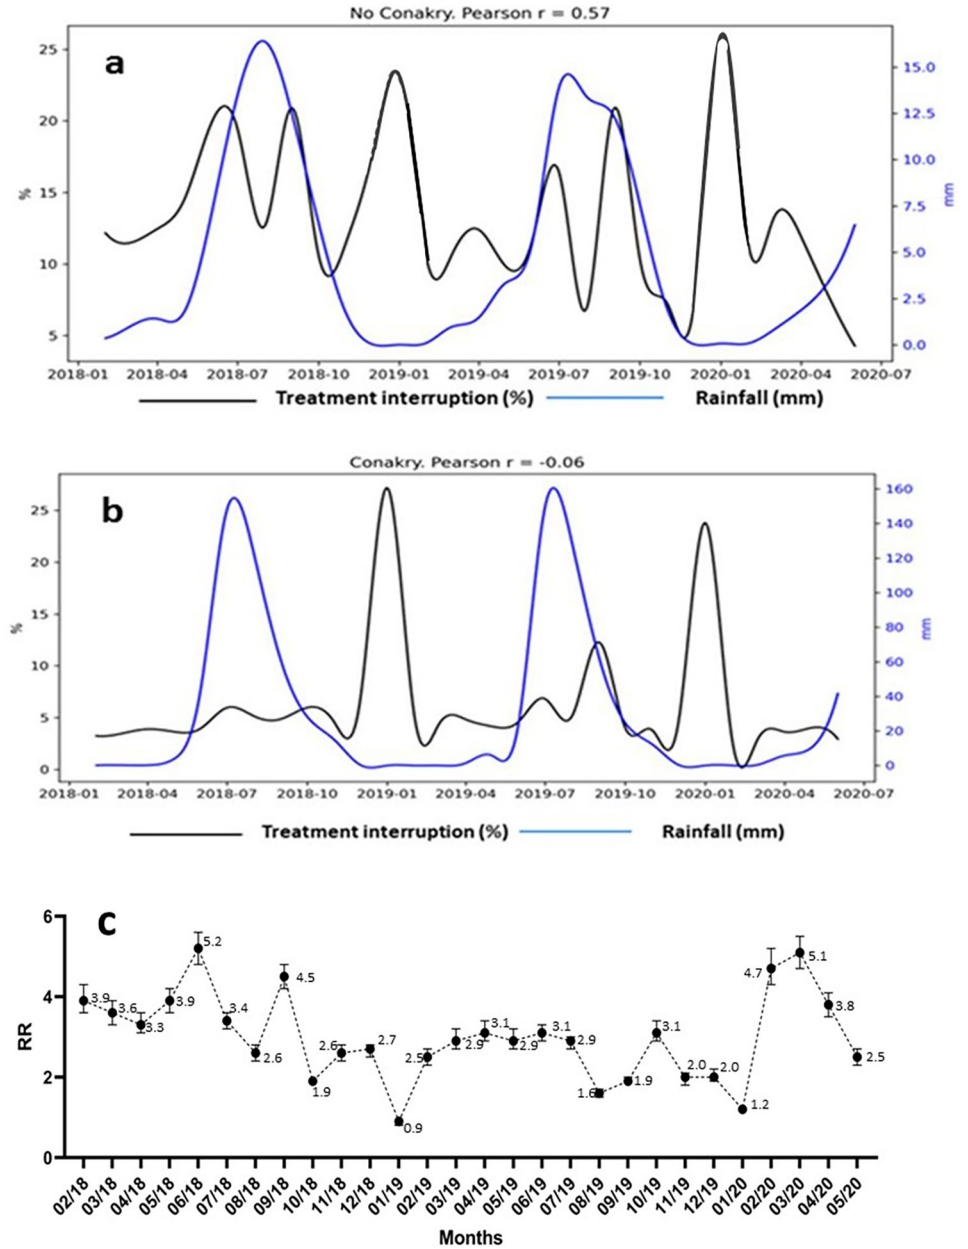 No Conakry. Pearson r = 0.57
a
25
20
15
10
5
%
15.0
12.5
10.0
7.5
5.0
2.5
0.0
mm
2018-01 2018-04 2018-07 2018-10 2019-01 2019-04 2019-07 2019-10 2020-01 2020-04 2020-07
Treatment interruption (%) Rainfall (mm)
Conakry. Pearson r = -0.06
b
25
20
15
10
5
0
%
160
140
120
100
80
60
40
20
0
mm
2018-01 2018-04 2018-07 2018-10 2019-01 2019-04 2019-07 2019-10 2020-01 2020-04 2020-07
Treatment interruption (%) Rainfall (mm)
c
6
4
2
0
RR
3.9 3.6 3.3 3.9 5.2 3.4 2.6 4.5 1.9 2.6 2.7 0.9 2.5 2.9 3.1 2.9 3.1 2.9 1.6 1.9 3.1 2.0 2.0 1.2 4.7 5.1 3.8 2.5
02/18 03/18 04/18 05/18 06/18 07/18 08/18 09/18 10/18 11/18 12/18 01/19 02/19 03/19 04/19 05/19 06/19 07/19 08/19 09/19 10/19 11/19 12/19 01/20 02/20 03/20 04/20 05/20
Months